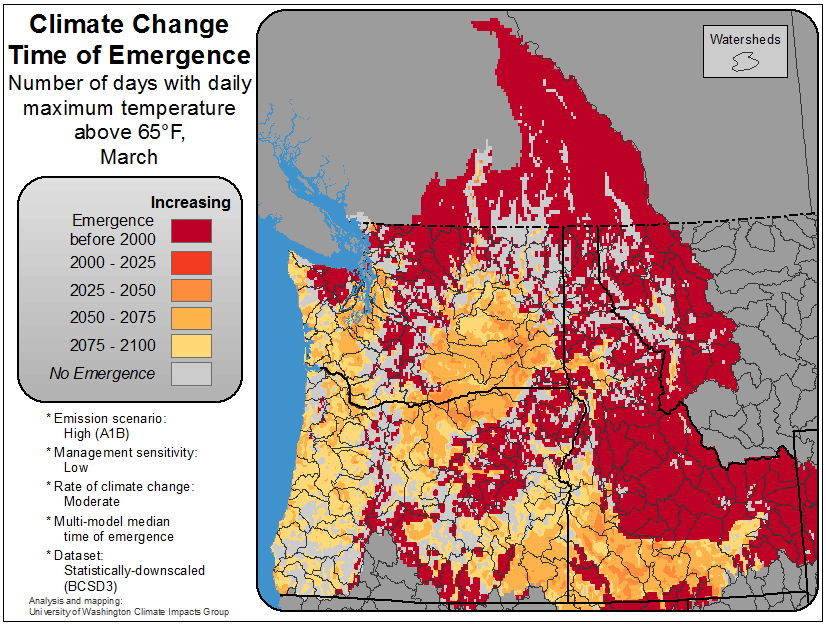 Climate Change
Time of Emergence
Number of days with daily
maximum temperature
above 65°F,
March
Increasing
Emergence
before 2000
2000 - 2025
2025 - 2050
2050 - 2075
2075 - 2100
No Emergence
* Emission scenario:
High (A1B)
* Management sensitivity:
Low
* Rate of climate change:
Moderate
* Multi-model median
time of emergence
* Dataset:
Statistically-downscaled
(BCSD3)
Analysis and mapping:
University of Washington Climate Impacts Group
Watersheds